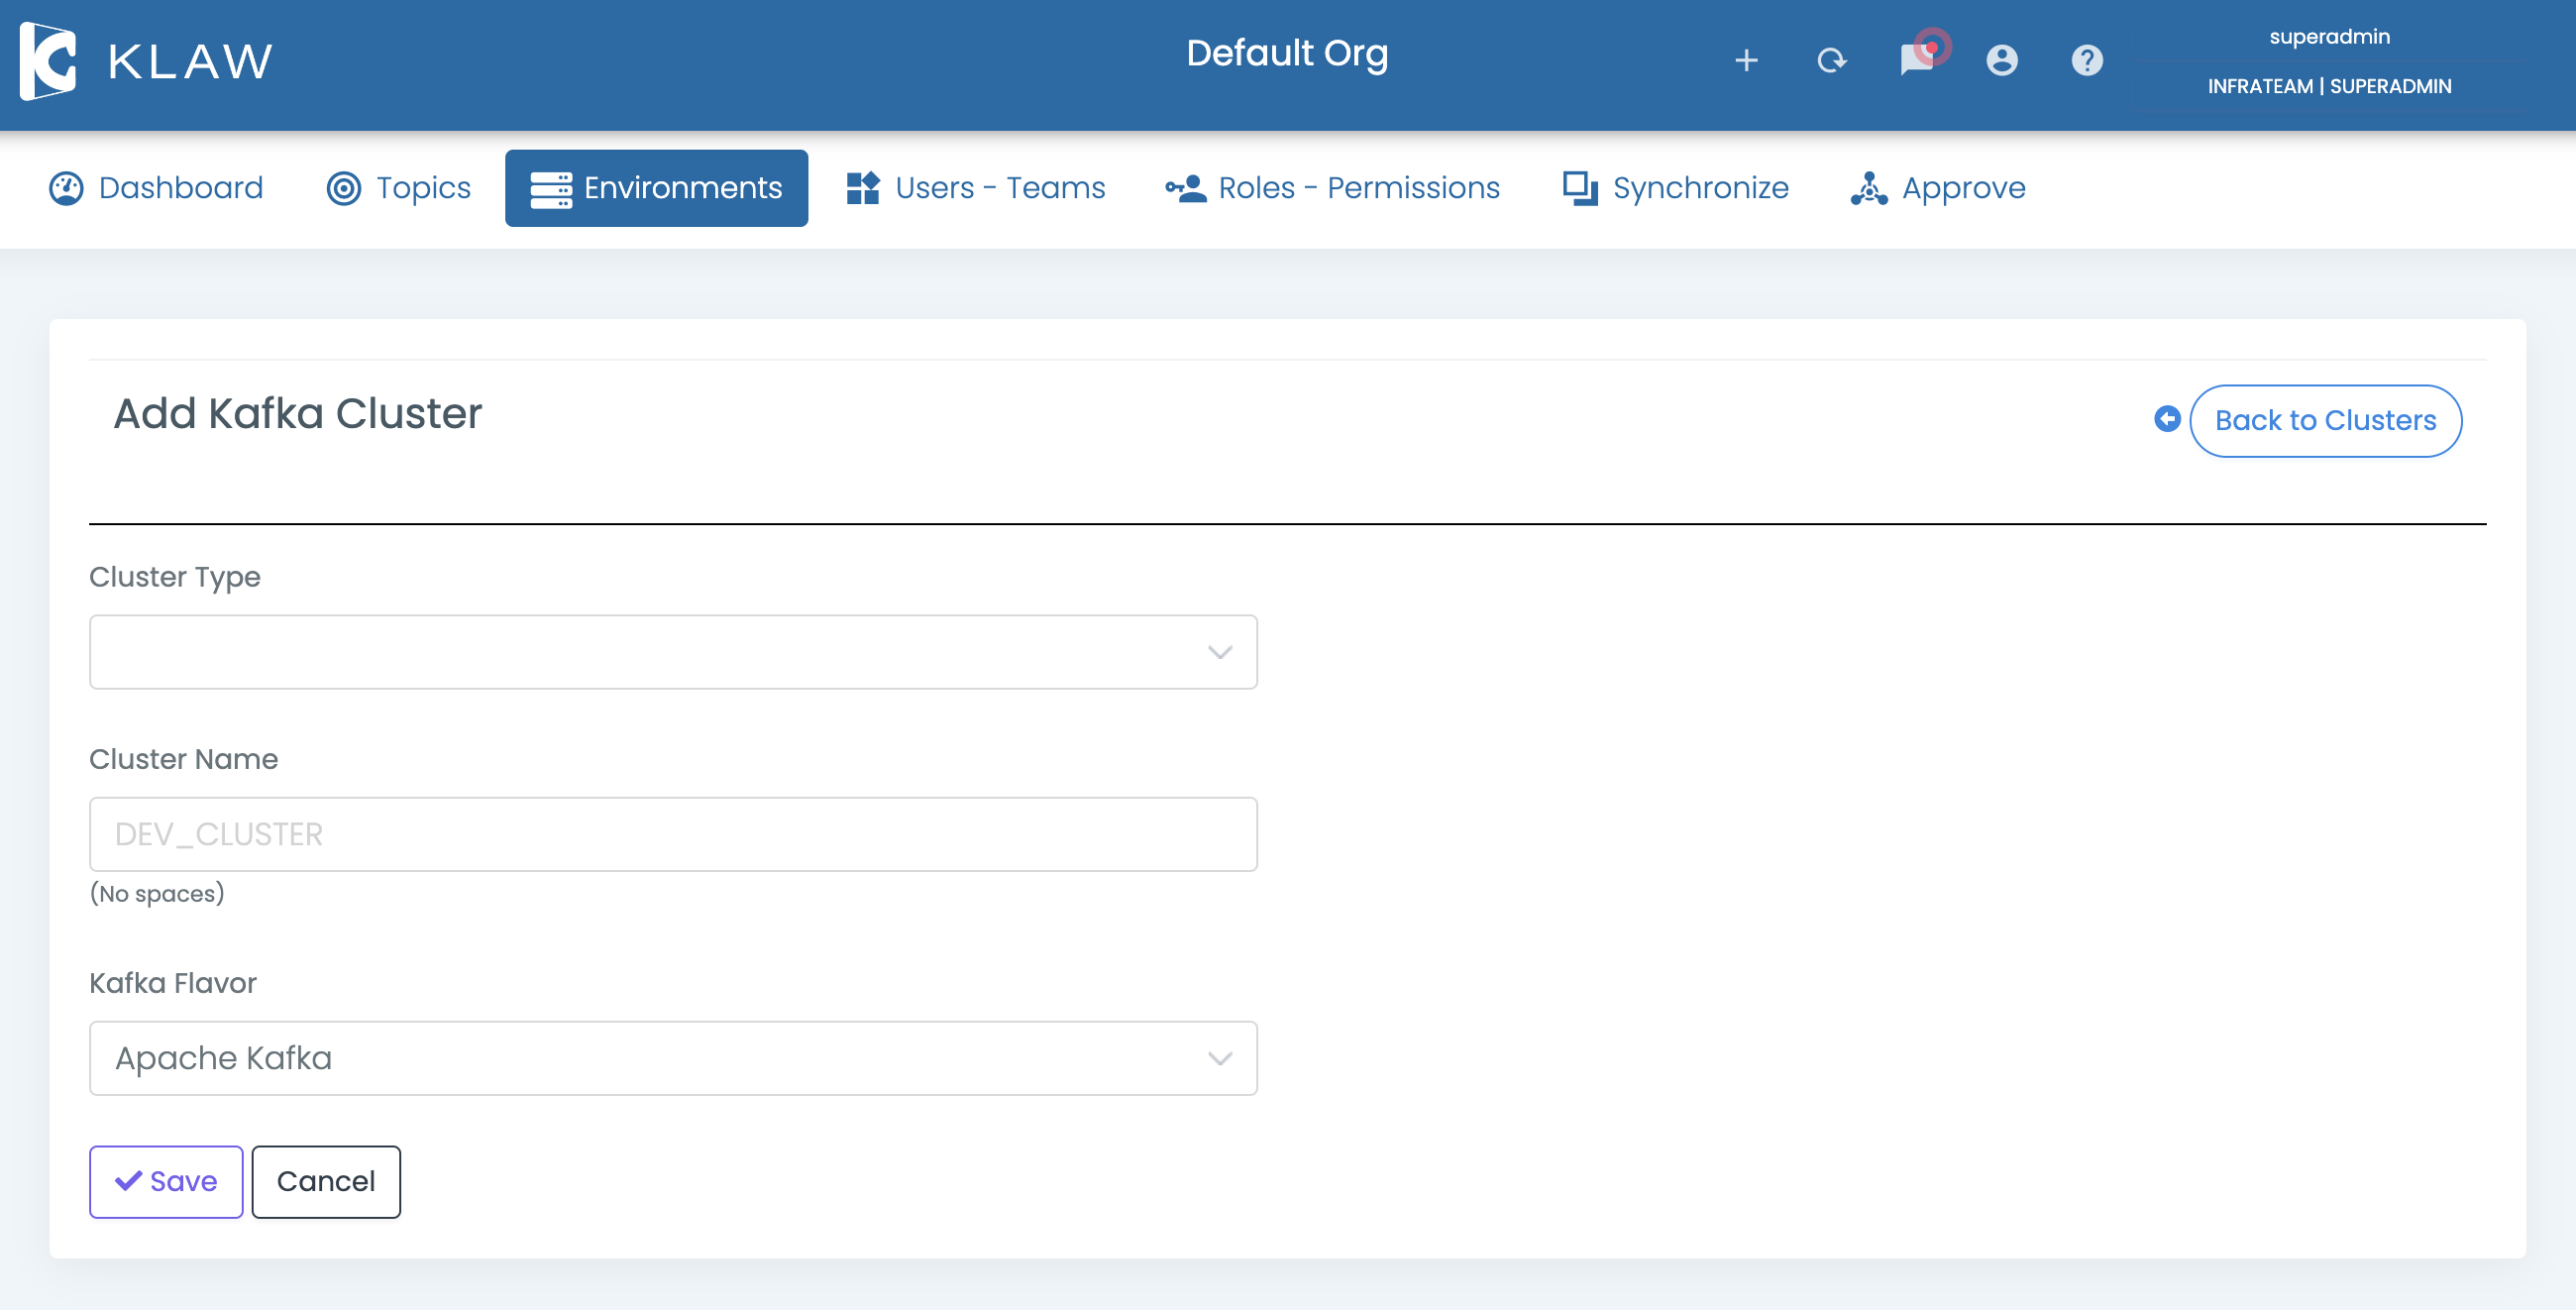 KLAW
Default Org
superadmin
INFRATEAM | SUPERADMIN
Dashboard
Topics
Environments
Users - Teams
Roles - Permissions
Synchronize
Approve
Add Kafka Cluster
Back to Clusters
Cluster Type
Cluster Name
DEV_CLUSTER
(No spaces)
Kafka Flavor
Apache Kafka
Save
Cancel